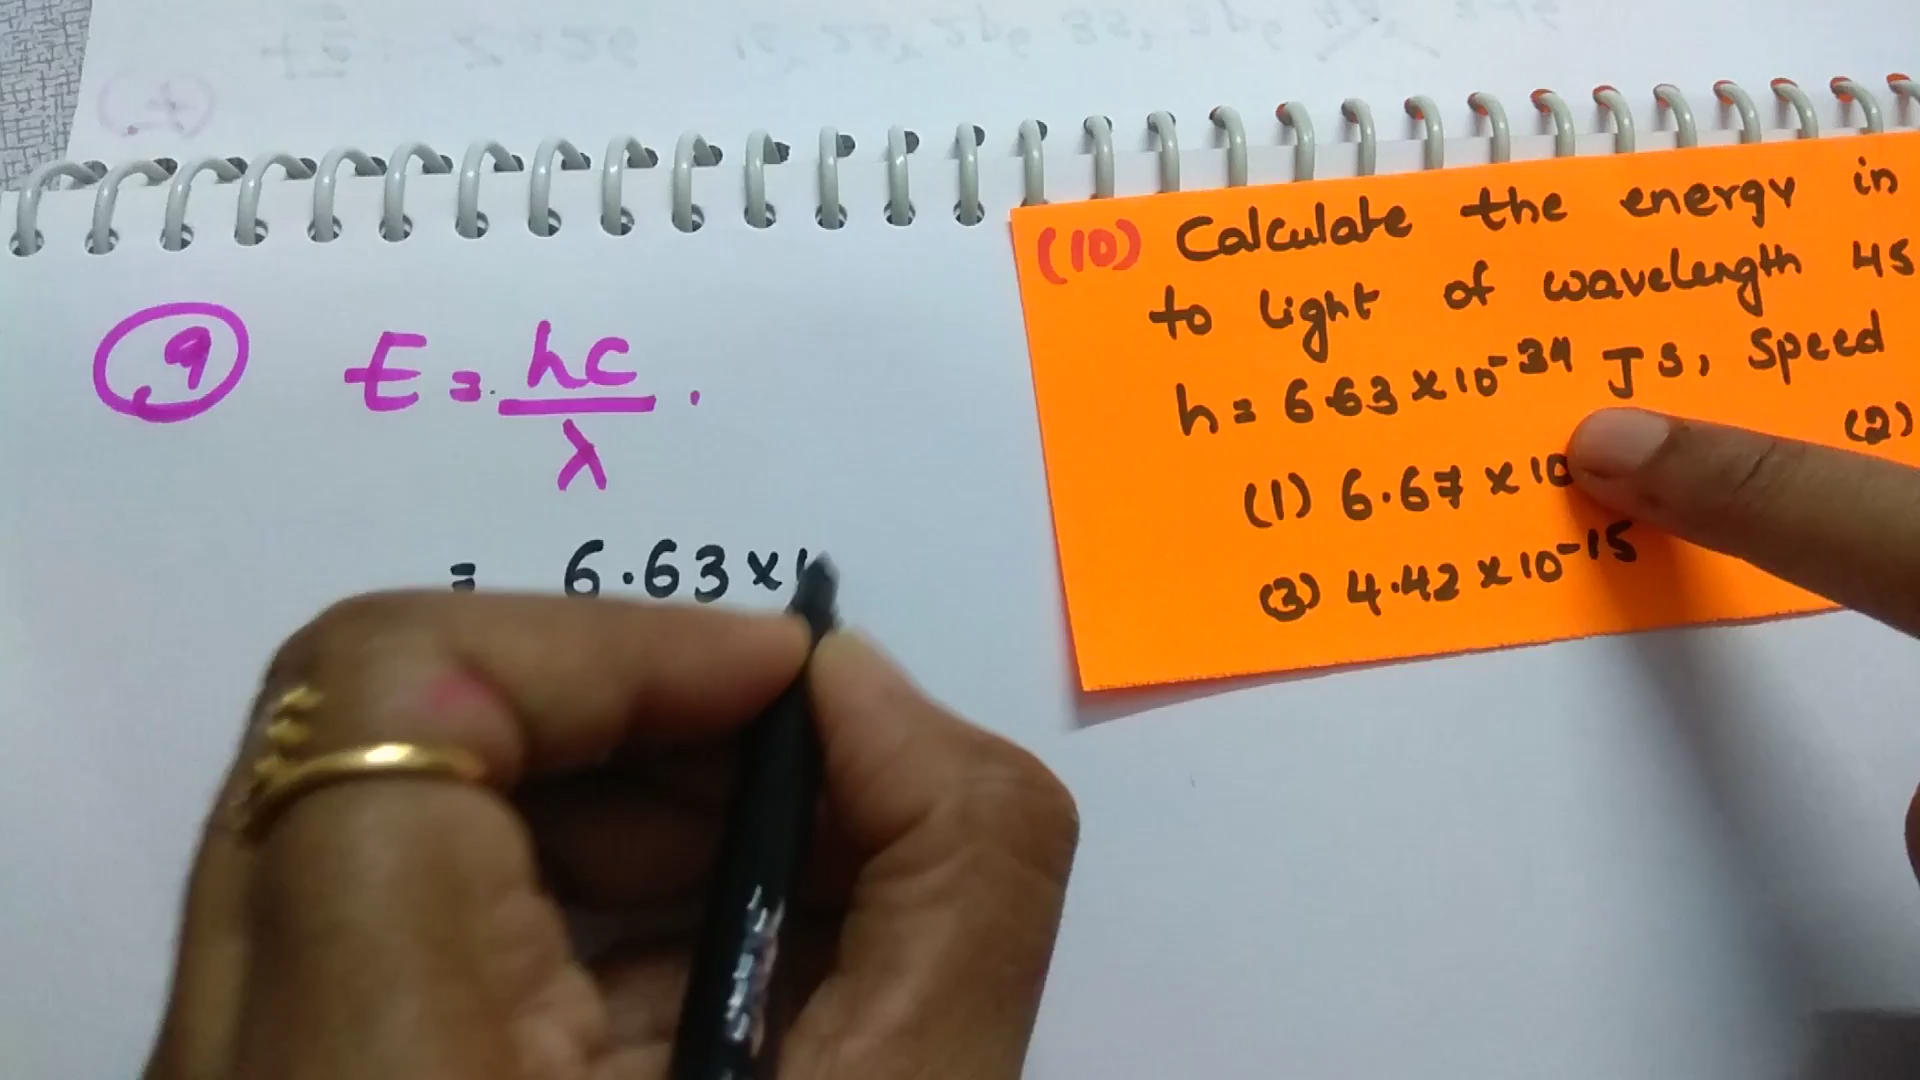 9 E = hc / λ .
= 6.63 × 1
(10) Calculate the energy in
to light of wavelength 45
h = 6.63 × 10⁻³⁴ J s, Speed
(1) 6.67 × 10 (2)
(3) 4.42 × 10⁻¹⁵